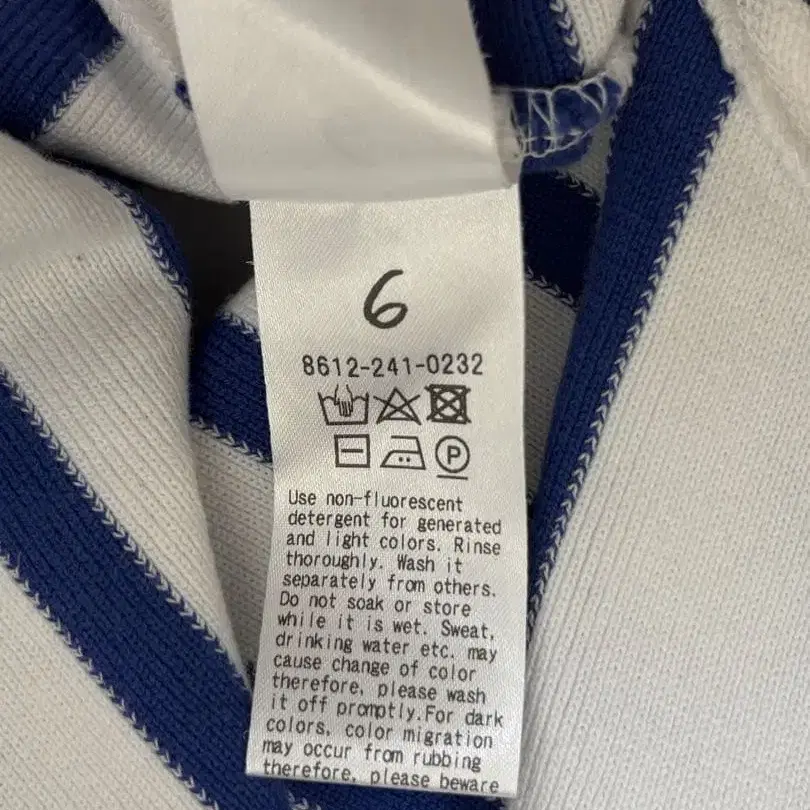 6
8612-241-0232
P
Use non-fluorescent
detergent for generated
and light colors. Rinse
thoroughly. Wash it
separately from others.
Do not soak or store
while it is wet. Sweat,
drinking water etc. may
cause change of color
therefore, please wash
it off promptly.For dark
colors, color migration
may occur from rubbing
therefore, please beware